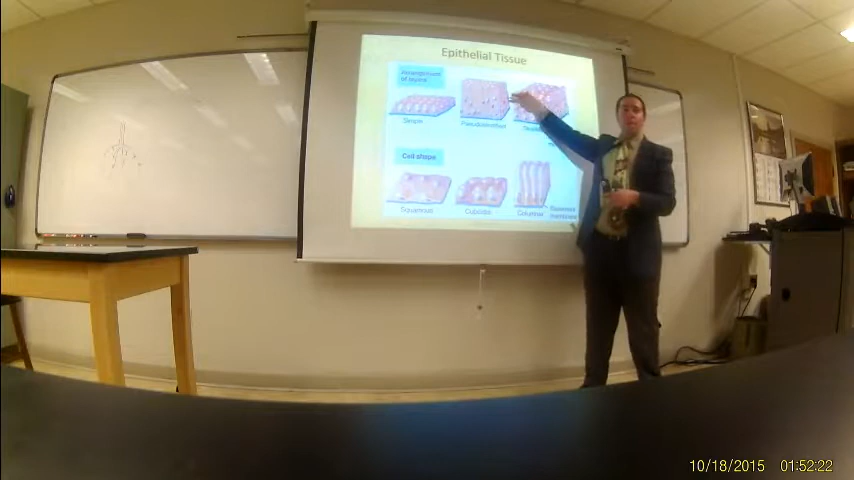 Epithelial Tissue
Arrangement
of layers
Simple
Cell shape
Squamous
Cuboidal
Columnar
Basement
membrane
10/18/2015 01:52:22